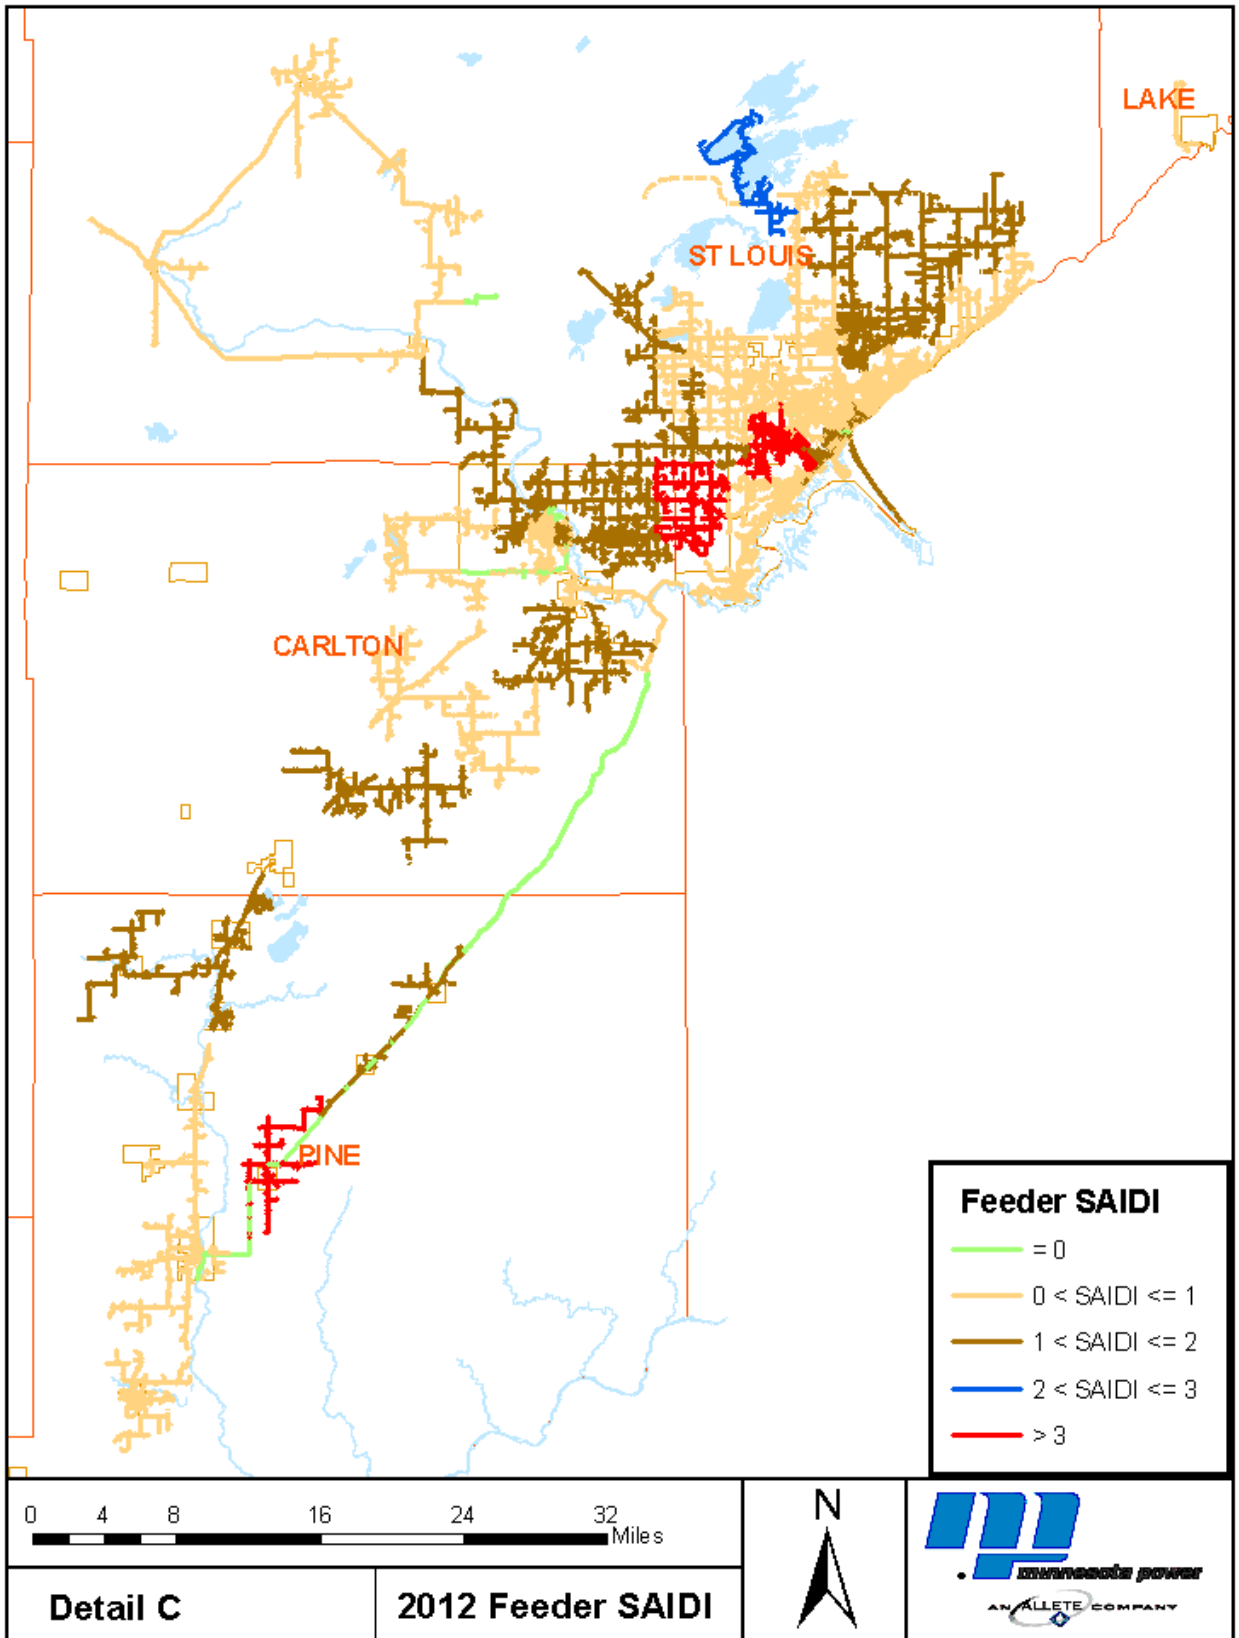 LAKE
ST LOUIS
CARLTON
PINE
Feeder SAIDI
= 0
0 < SAIDI <= 1
1 < SAIDI <= 2
2 < SAIDI <= 3
> 3
0 4 8 16 24 32
Miles
N
minnesota power
AN ALLETE COMPANY
Detail C
2012 Feeder SAIDI